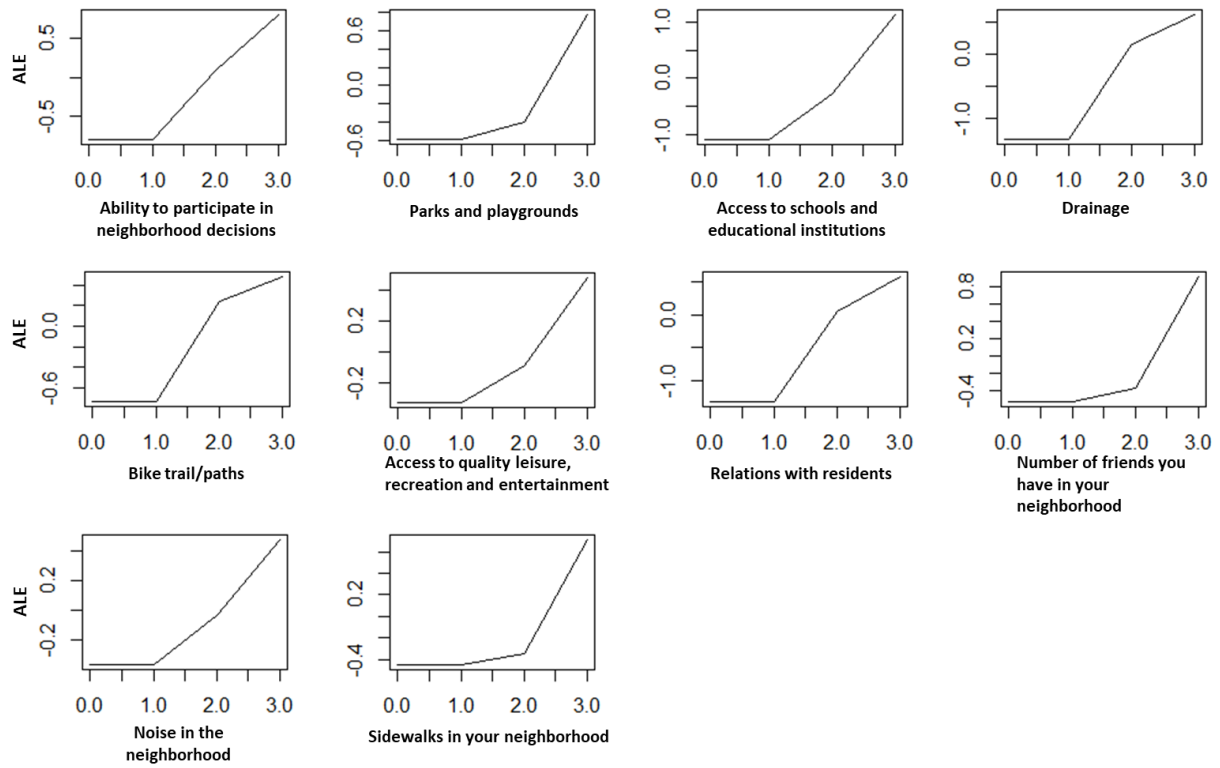 ALE
0.5
-0.5
0.0 1.0 2.0 3.0
Ability to participate in
neighborhood decisions
0.6
0.0
-0.6
0.0 1.0 2.0 3.0
Parks and playgrounds
1.0
0.0
-1.0
0.0 1.0 2.0 3.0
Access to schools and
educational institutions
0.0
-1.0
0.0 1.0 2.0 3.0
Drainage
ALE
0.0
-0.6
0.0 1.0 2.0 3.0
Bike trail/paths
0.2
-0.2
0.0 1.0 2.0 3.0
Access to quality leisure,
recreation and entertainment
0.0
-1.0
0.0 1.0 2.0 3.0
Relations with residents
0.8
0.2
-0.4
0.0 1.0 2.0 3.0
Number of friends you
have in your
neighborhood
ALE
0.2
-0.2
0.0 1.0 2.0 3.0
Noise in the
neighborhood
0.2
-0.4
0.0 1.0 2.0 3.0
Sidewalks in your neighborhood